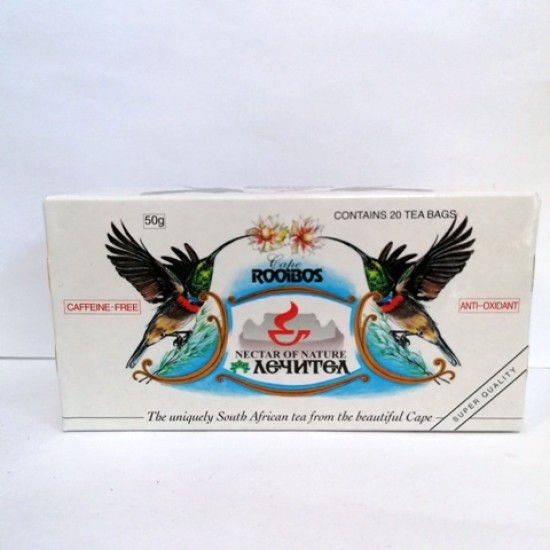 50g
CONTAINS 20 TEA BAGS
Cape
ROOIBOS
CAFFEINE-FREE
ANTI-OXIDANT
NECTAR OF NATURE
ЛЕЧИТЕЛ
SUPER QUALITY
The uniquely South African tea from the beautiful Cape